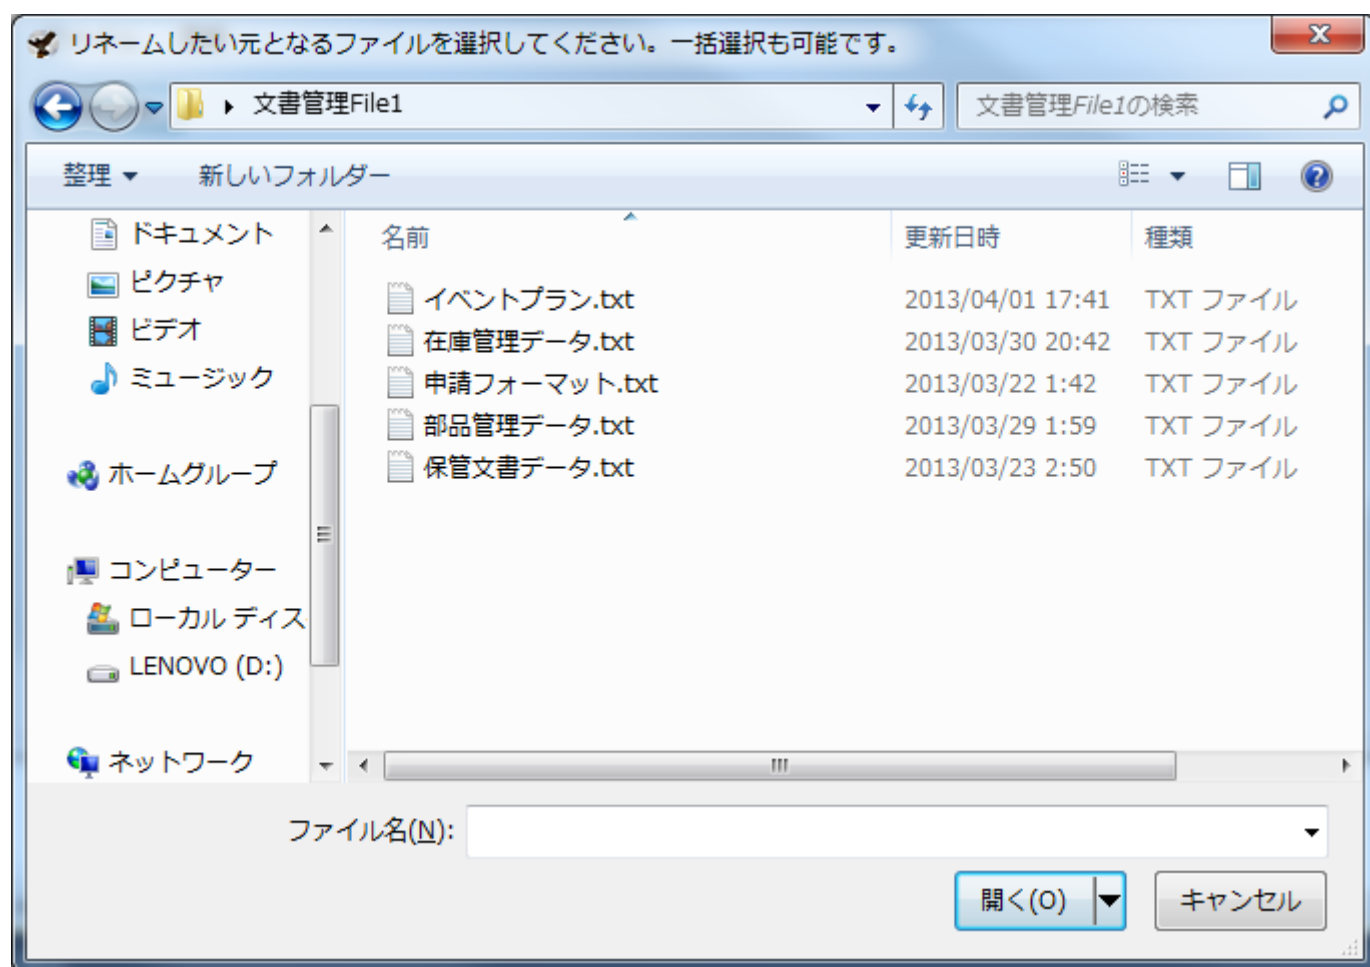 リネームしたい元となるファイルを選択してください。一括選択も可能です。
文書管理File1
文書管理File1の検索
整理
新しいフォルダー
ドキュメント
ピクチャ
ビデオ
ミュージック
ホームグループ
コンピューター
ローカル ディス
LENOVO (D:)
ネットワーク
名前 更新日時 種類
イベントプラン.txt 2013/04/01 17:41 TXT ファイル
在庫管理データ.txt 2013/03/30 20:42 TXT ファイル
申請フォーマット.txt 2013/03/22 1:42 TXT ファイル
部品管理データ.txt 2013/03/29 1:59 TXT ファイル
保管文書データ.txt 2013/03/23 2:50 TXT ファイル
ファイル名(N):
開く(O)
キャンセル